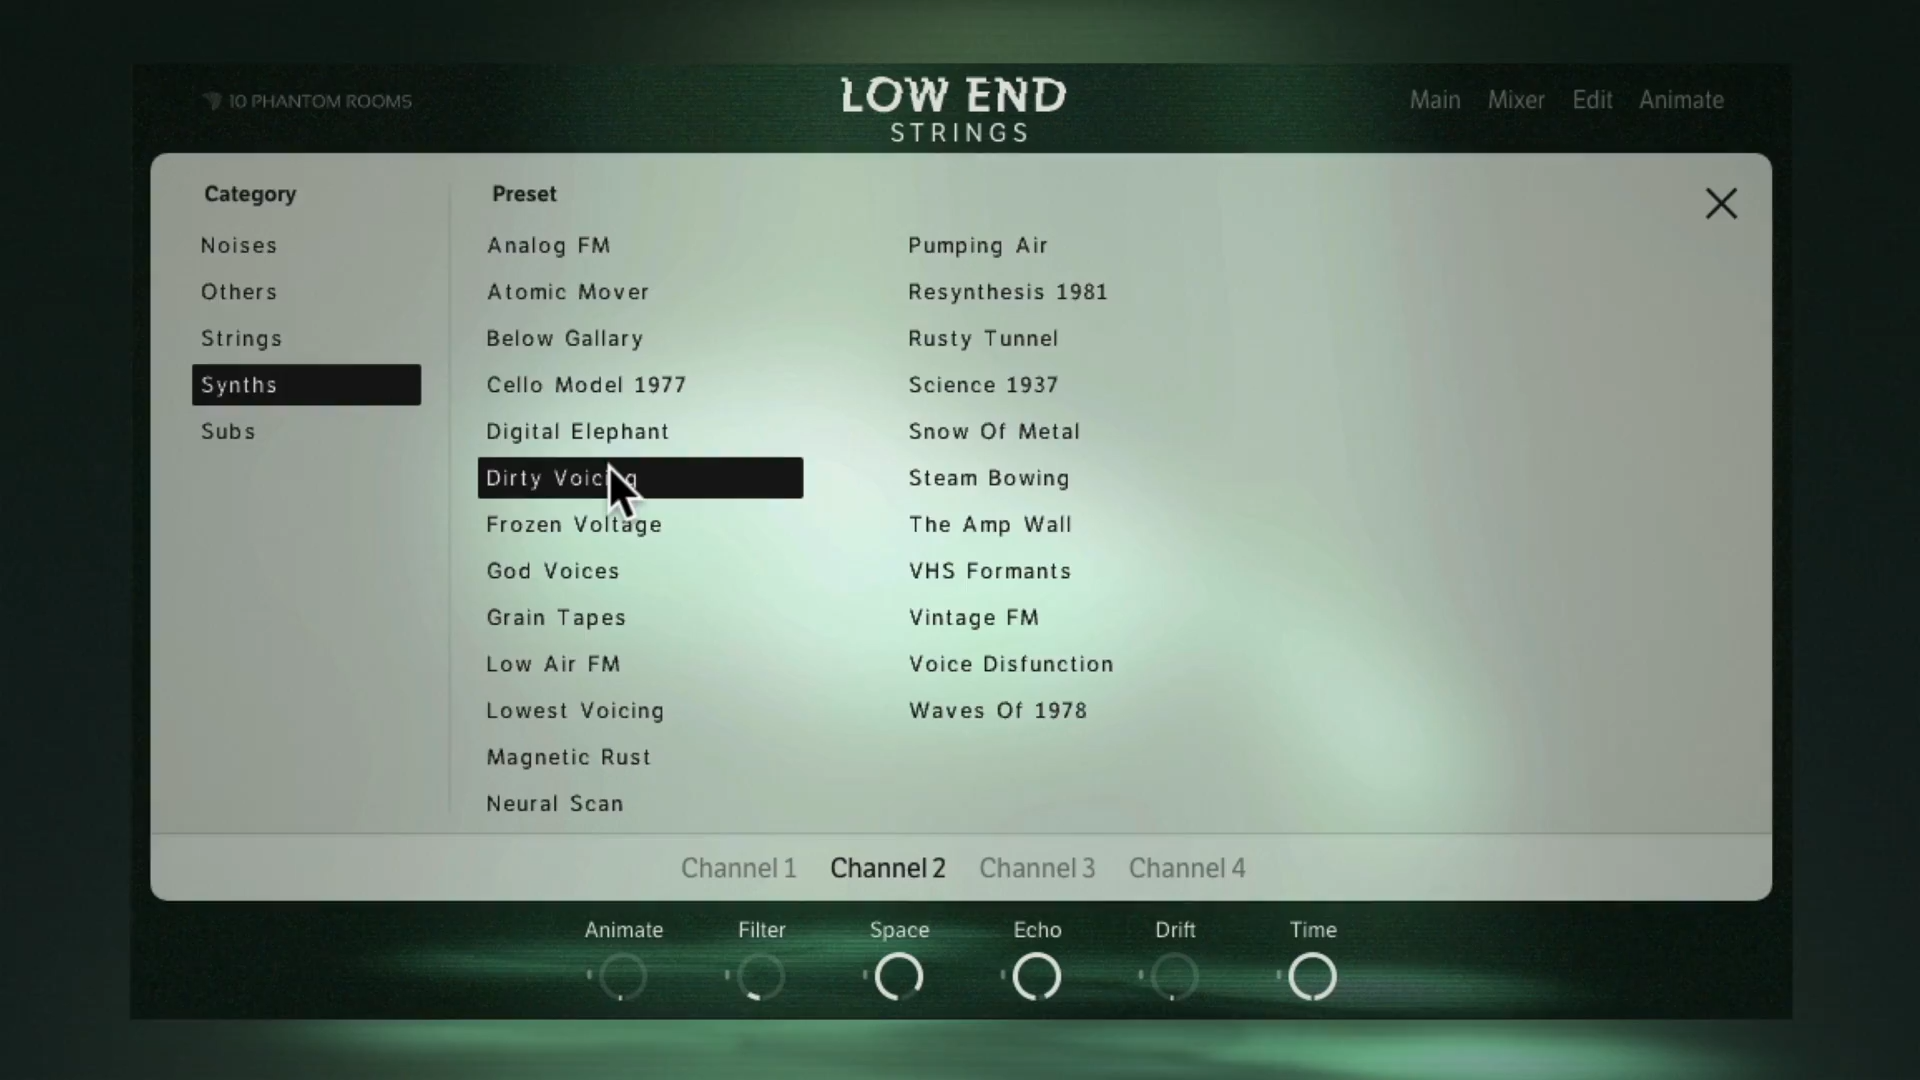 10 PHANTOM ROOMS
LOW END
STRINGS
Main Mixer Edit Animate
Category
Noises
Others
Strings
Synths
Subs
Preset
Analog FM
Atomic Mover
Below Gallary
Cello Model 1977
Digital Elephant
Dirty Voicing
Frozen Voltage
God Voices
Grain Tapes
Low Air FM
Lowest Voicing
Magnetic Rust
Neural Scan
Pumping Air
Resynthesis 1981
Rusty Tunnel
Science 1937
Snow Of Metal
Steam Bowing
The Amp Wall
VHS Formants
Vintage FM
Voice Disfunction
Waves Of 1978
Channel 1 Channel 2 Channel 3 Channel 4
Animate Filter Space Echo Drift Time